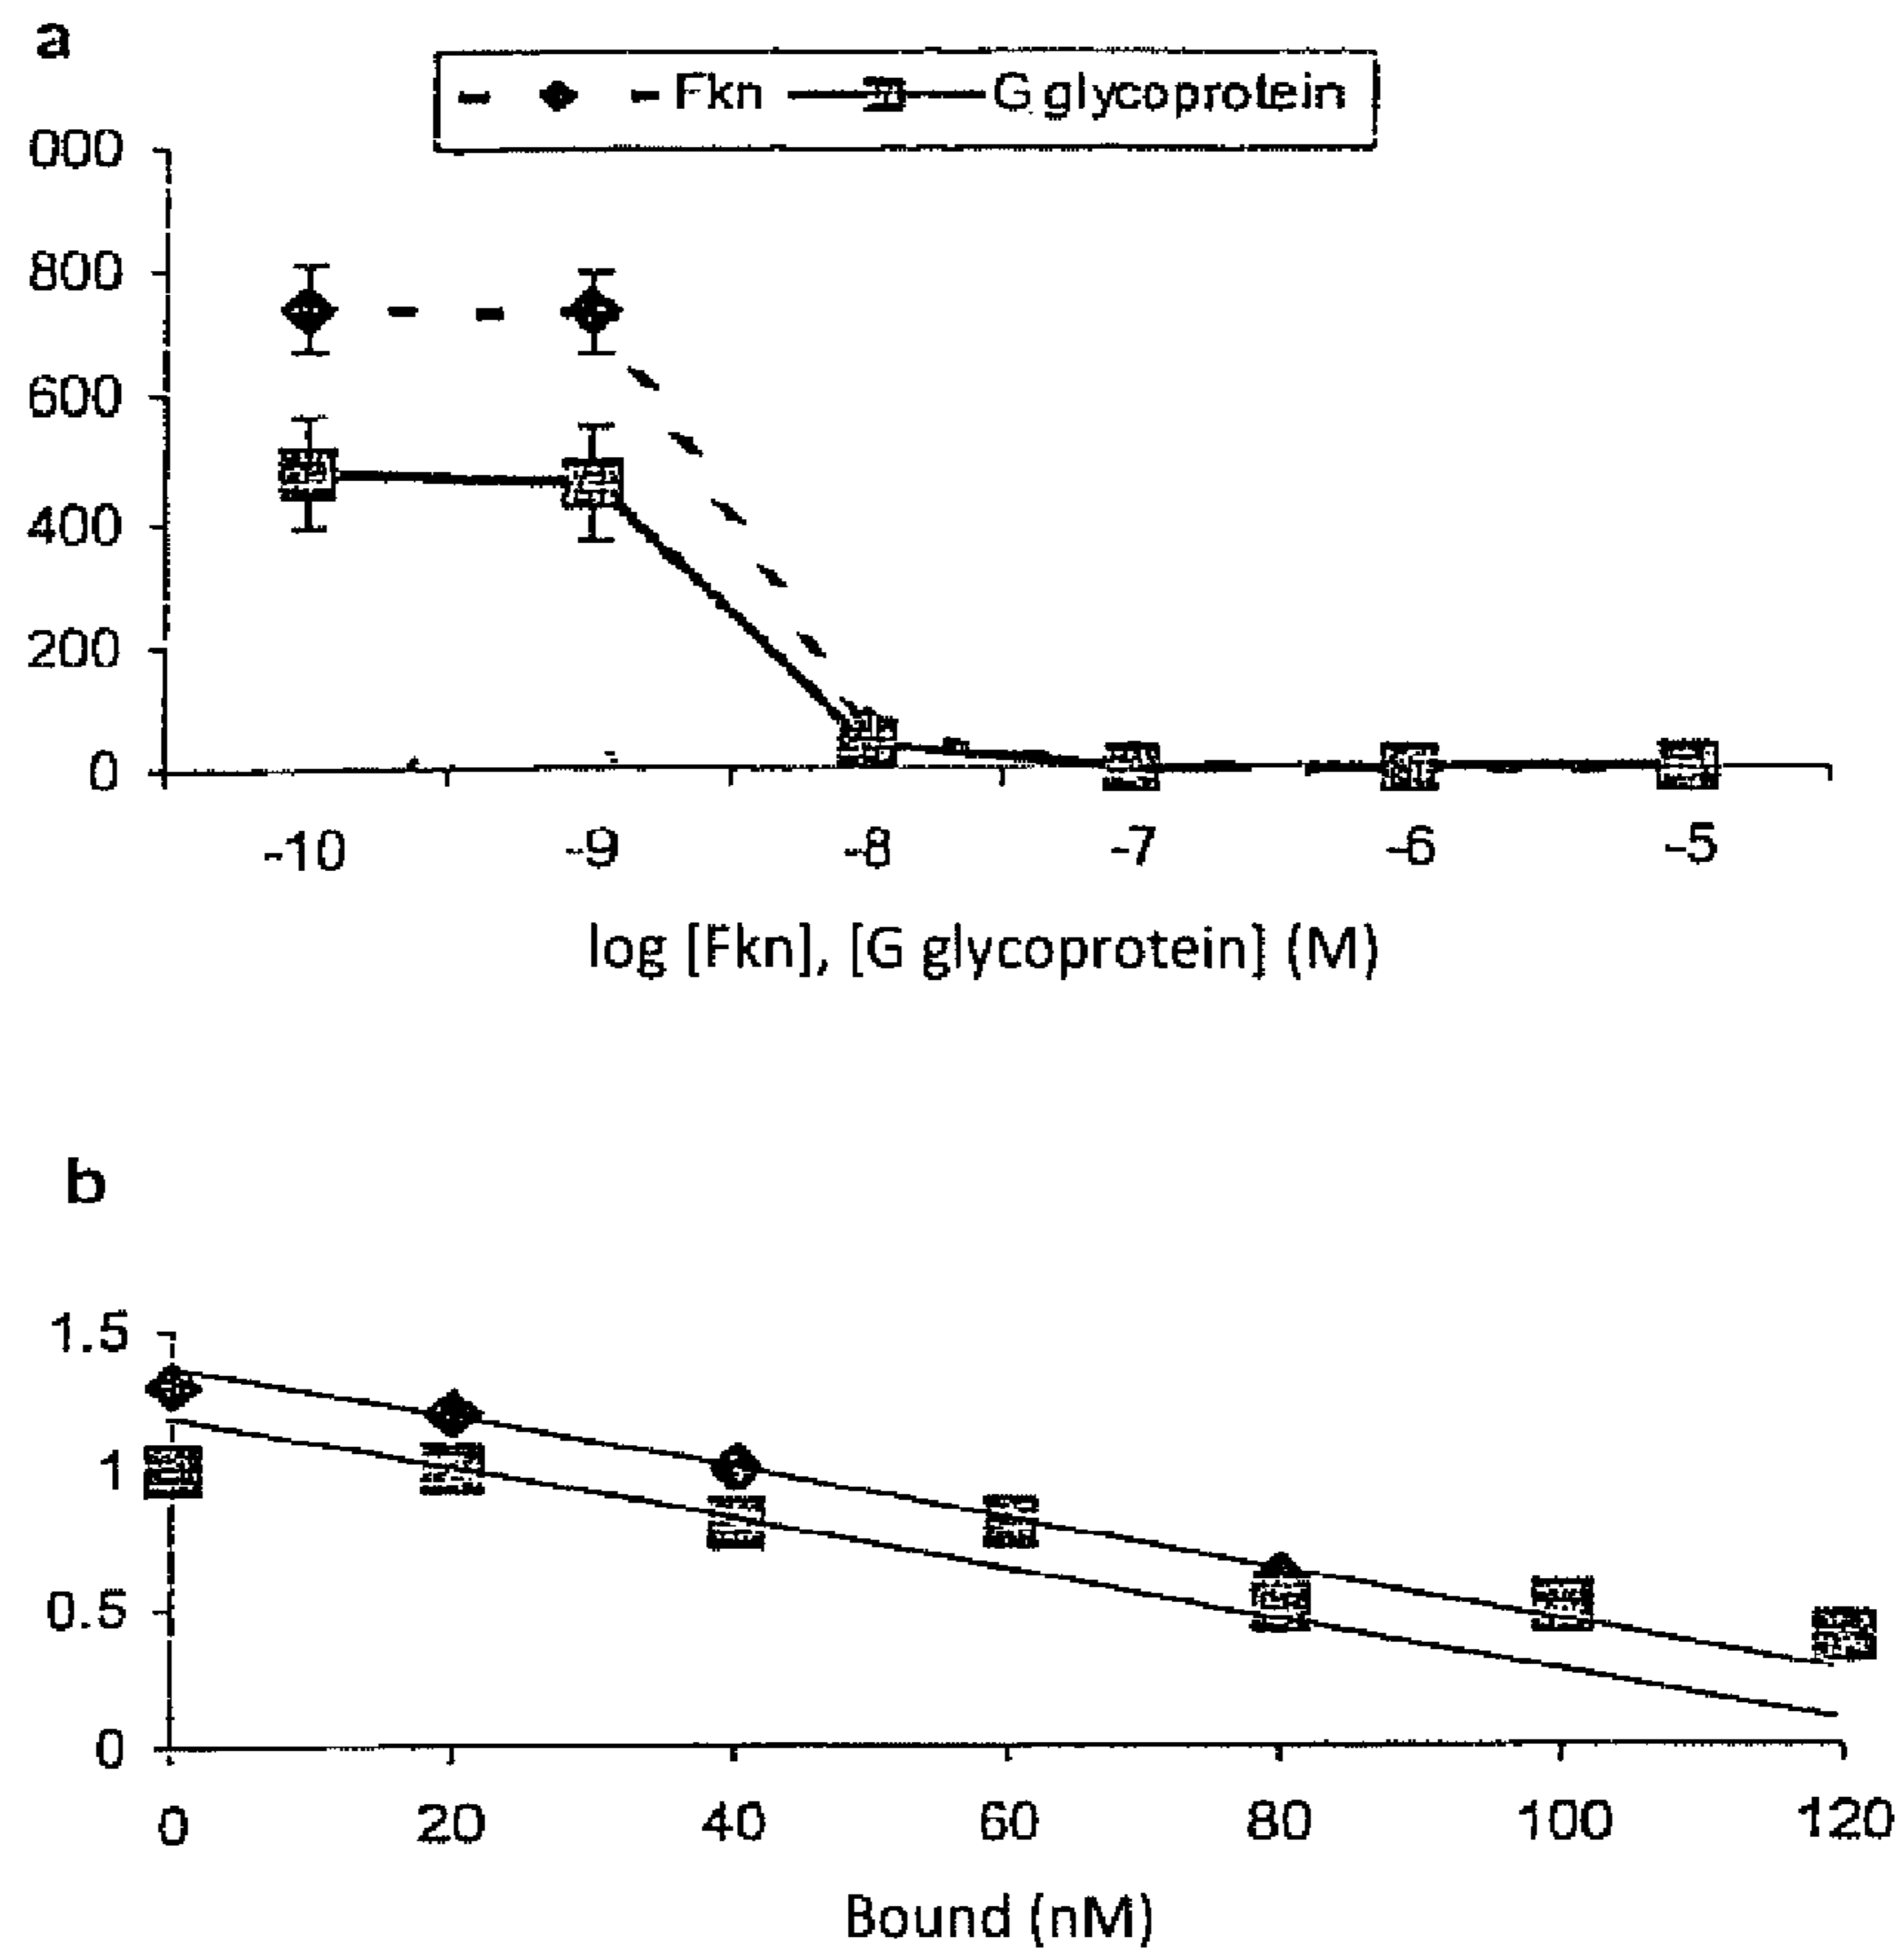 a
Fkn G glycoprotein
000
800
600
400
200
0
-10 -9 -8 -7 -6 -5
log [Fkn], [G glycoprotein] (M)
b
1.5
1
0.5
0
0 20 40 60 80 100 120
Bound (nM)